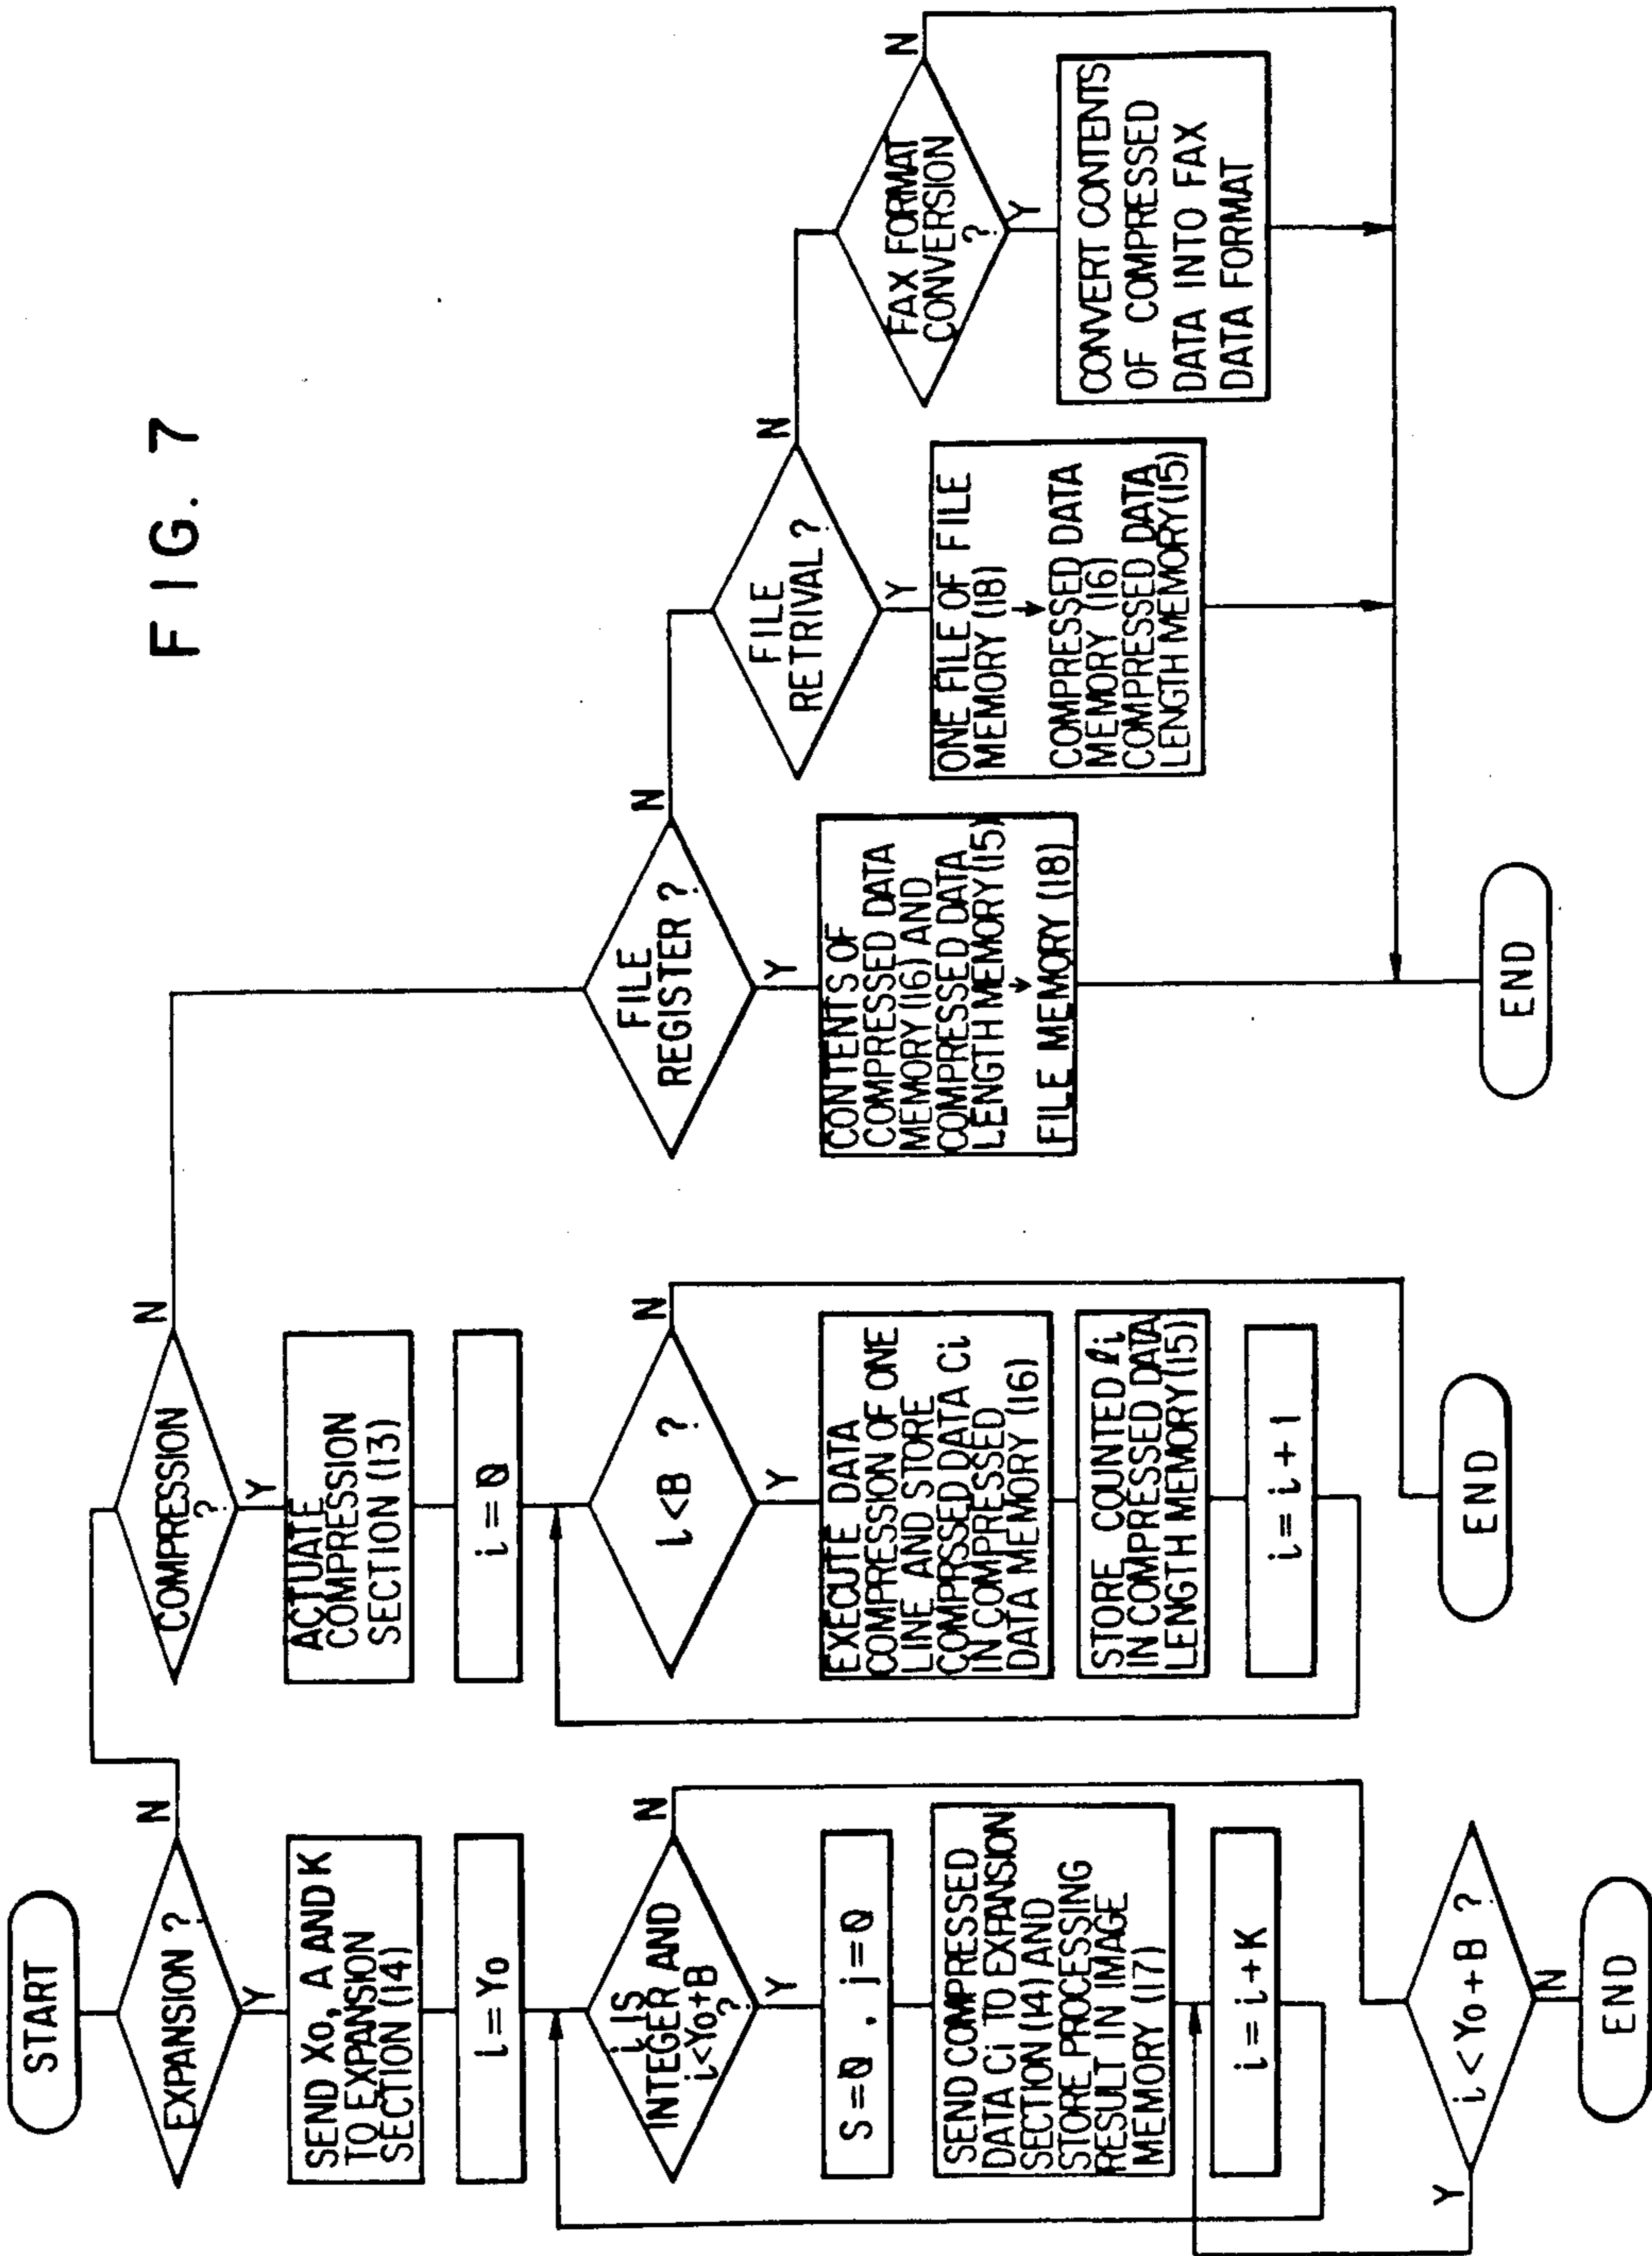 FIG. 7
START
EXPANSION ?
N
Y
SEND Xo, A AND K
TO EXPANSION
SECTION (14)
i=Yo
i IS
INTEGER AND
i<Yo+B
?
N
Y
S=0 , j=0
SEND COMPRESSED
DATA Ci TO EXPANSION
SECTION (14) AND
STORE PROCESSING
RESULT IN IMAGE
MEMORY (17)
i=i+K
i<Yo+B ?
Y
N
END
COMPRESSION
?
N
Y
ACTUATE
COMPRESSION
SECTION (13)
i=0
i<B ?
N
Y
EXECUTE DATA
COMPRESSION OF ONE
LINE AND STORE
COMPRSSED DATA Ci
IN COMPRESSED
DATA MEMORY (16)
STORE COUNTED ℓi
IN COMPRESSED DATA
LENGTH MEMORY (15)
i=i+1
END
FILE
REGISTER ?
N
Y
CONTENTS OF
COMPRESSED DATA
MEMORY (16) AND
COMPRESSED DATA
LENGTH MEMORY (15)
→
FILE MEMORY (18)
FILE
RETRIVAL ?
N
Y
ONE FILE OF FILE
MEMORY (18)
→
COMPRESSED DATA
MEMORY (16)
COMPRESSED DATA
LENGTH MEMORY (15)
FAX FORMAT
CONVERSION
?
N
Y
CONVERT CONTENTS
OF COMPRESSED
DATA INTO FAX
DATA FORMAT
END